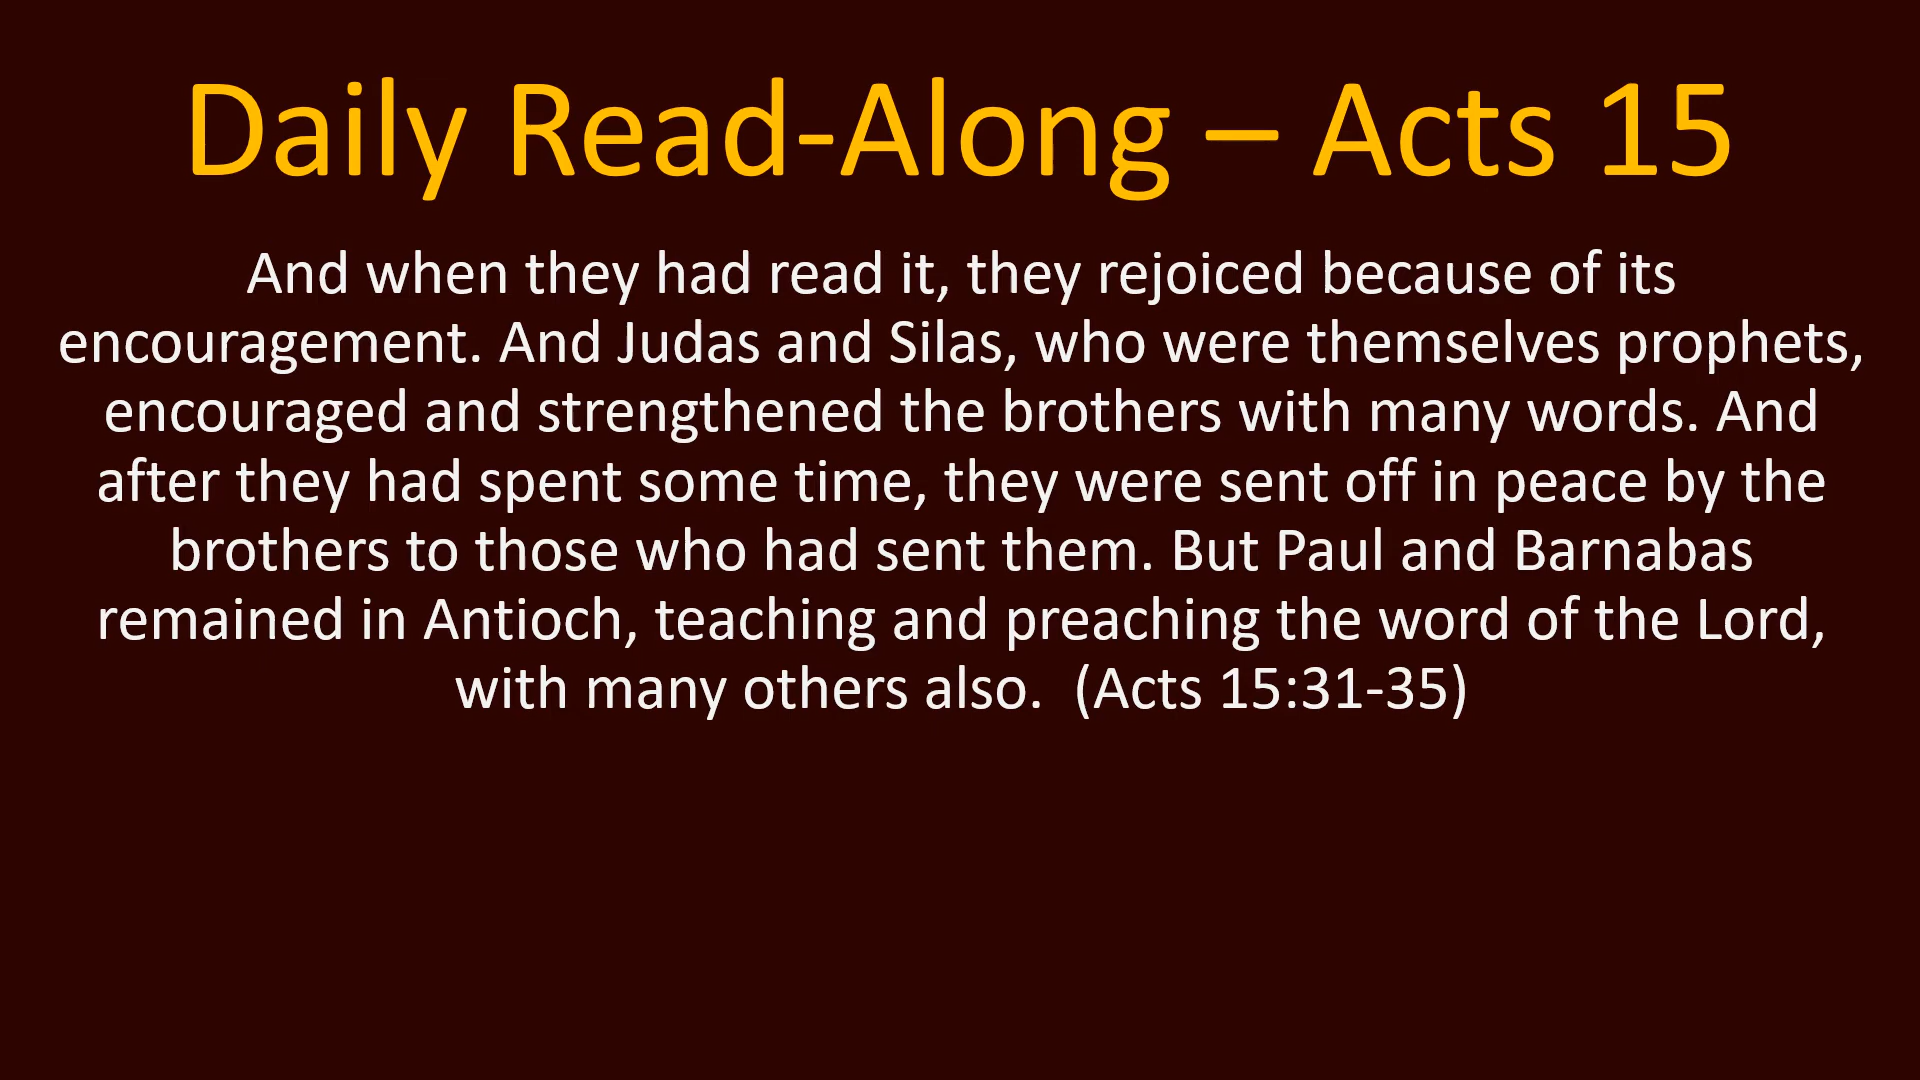 Daily Read-Along – Acts 15
And when they had read it, they rejoiced because of its
encouragement. And Judas and Silas, who were themselves prophets,
encouraged and strengthened the brothers with many words. And
after they had spent some time, they were sent off in peace by the
brothers to those who had sent them. But Paul and Barnabas
remained in Antioch, teaching and preaching the word of the Lord,
with many others also.  (Acts 15:31-35)